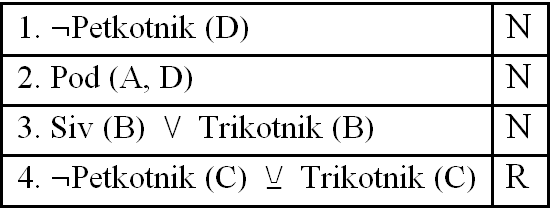 1. ¬Petkotnik (D) N
2. Pod (A, D) N
3. Siv (B) ∨ Trikotnik (B) N
4. ¬Petkotnik (C) ⊻ Trikotnik (C) R